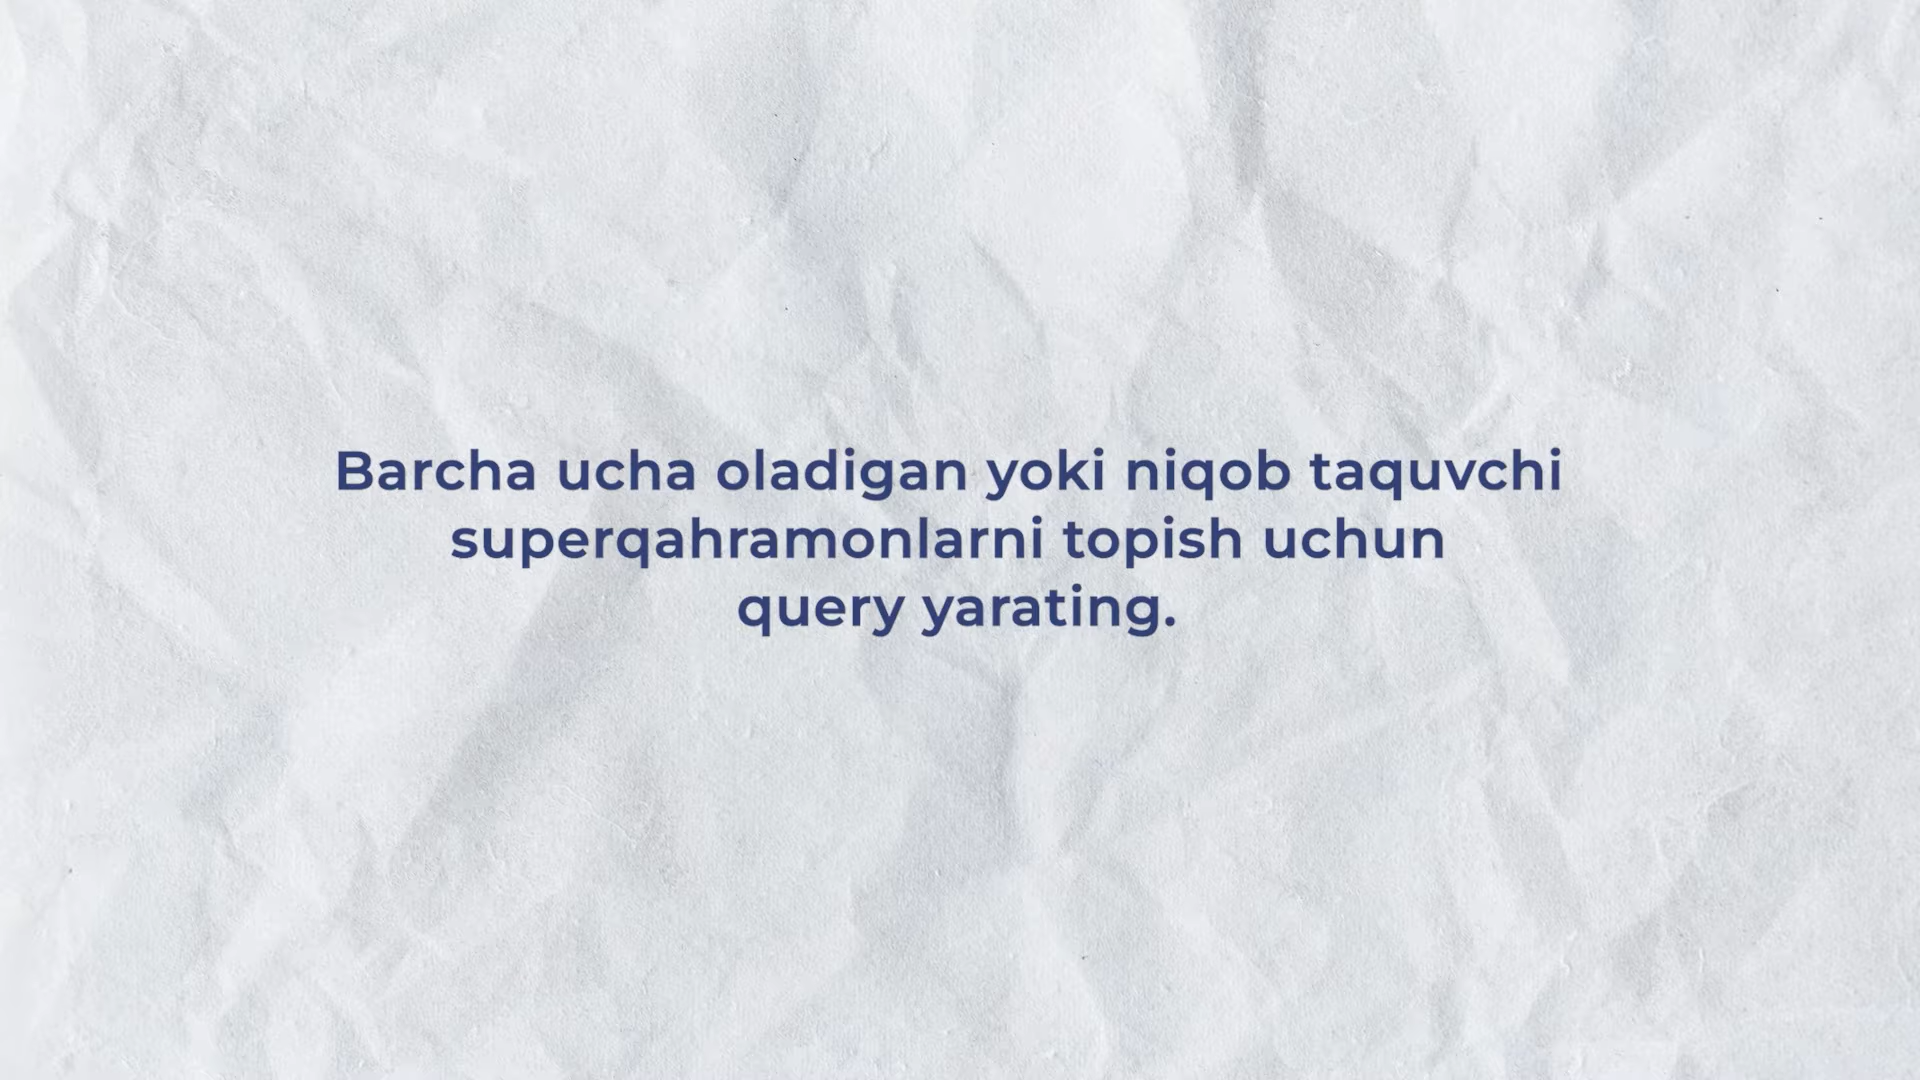 Barcha ucha oladigan yoki niqob taquvchi
superqahramonlarni topish uchun
query yarating.